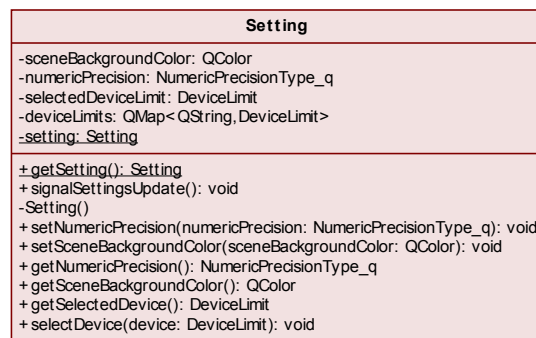 Setting
-sceneBackgroundColor: QColor
-numericPrecision: NumericPrecisionType_q
-selectedDeviceLimit: DeviceLimit
-deviceLimits: QMap<QString,DeviceLimit>
-setting: Setting
+getSetting(): Setting
+signalSettingsUpdate(): void
-Setting()
+setNumericPrecision(numericPrecision: NumericPrecisionType_q): void
+setSceneBackgroundColor(sceneBackgroundColor: QColor): void
+getNumericPrecision(): NumericPrecisionType_q
+getSceneBackgroundColor(): QColor
+getSelectedDevice(): DeviceLimit
+selectDevice(device: DeviceLimit): void